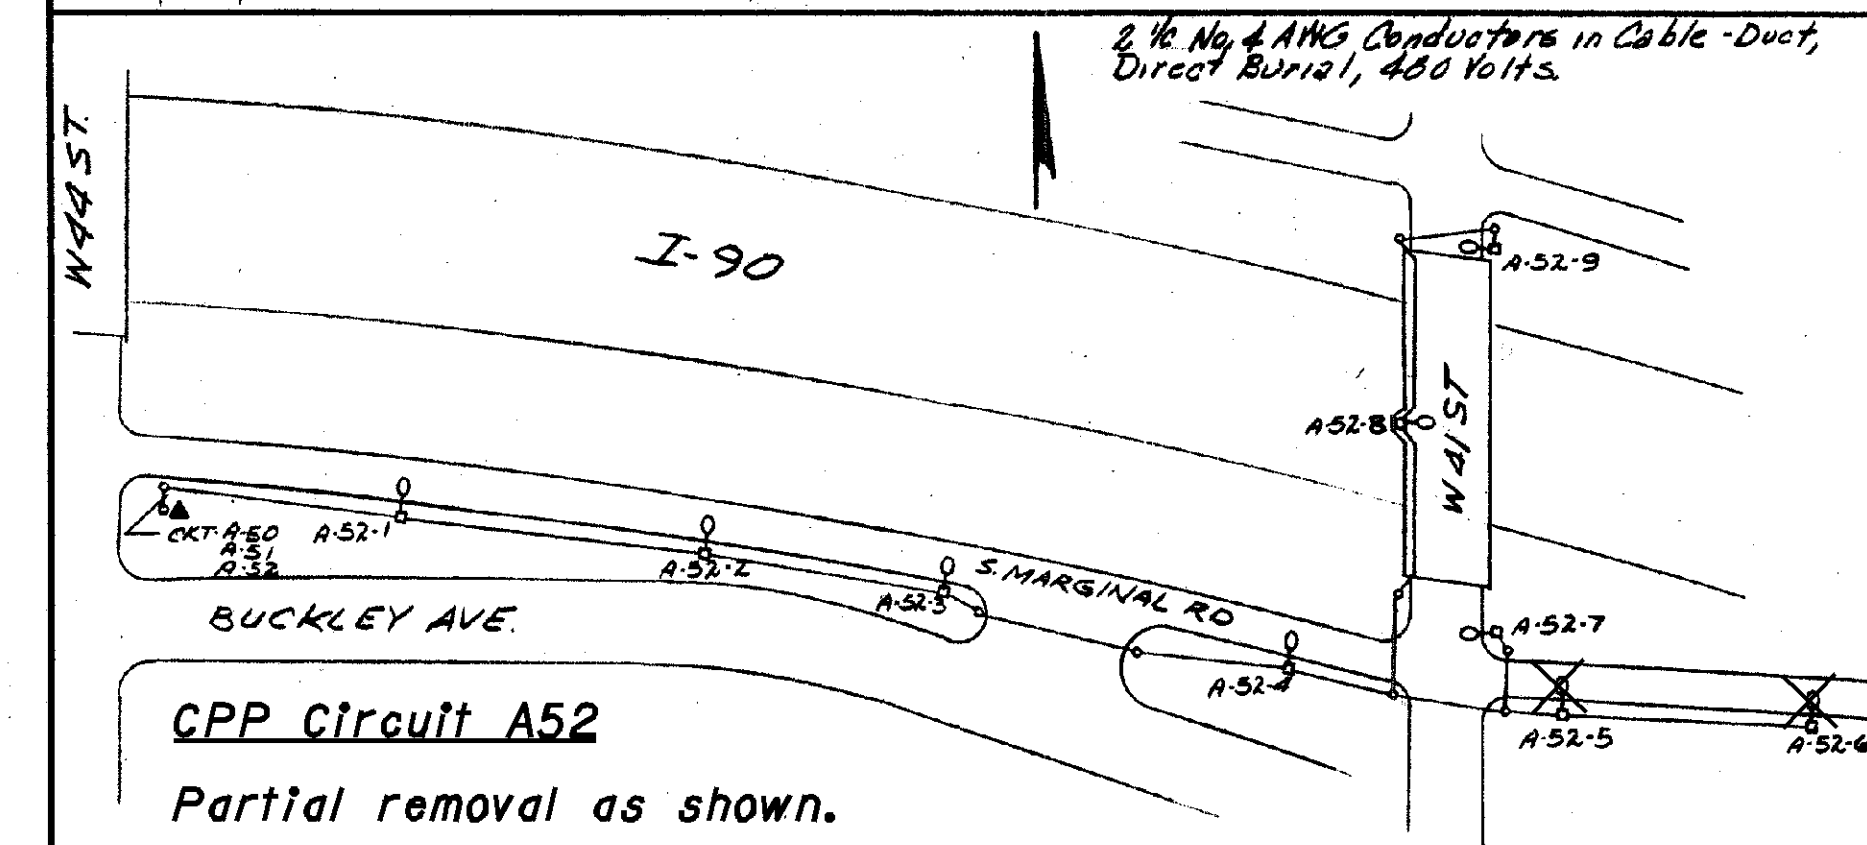 2 1/c No. 4 AWG Conductors in Cable-Duct,
Direct Burial, 480 Volts.
W 44 ST.
I-90
A-52-9
A-52-8
W 41 ST
CKT. A-50
A-51
A-52
A-52-1
A-52-2
A-52-3
S. MARGINAL RD
A-52-4
A-52-7
A-52-5
A-52-6
BUCKLEY AVE.
CPP Circuit A52
Partial removal as shown.